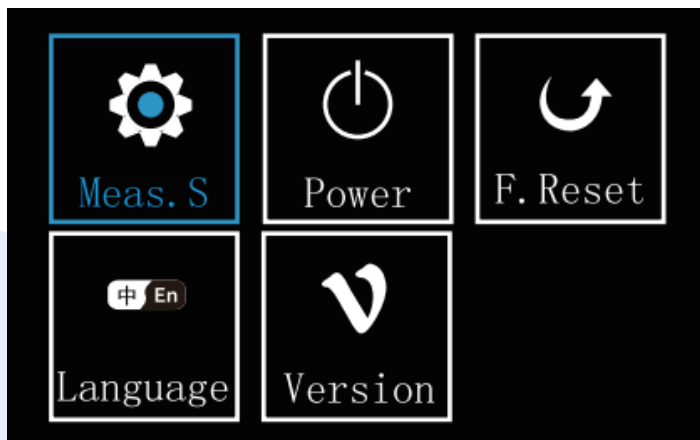 Meas.S
Power
F.Reset
中 En
Language
Version